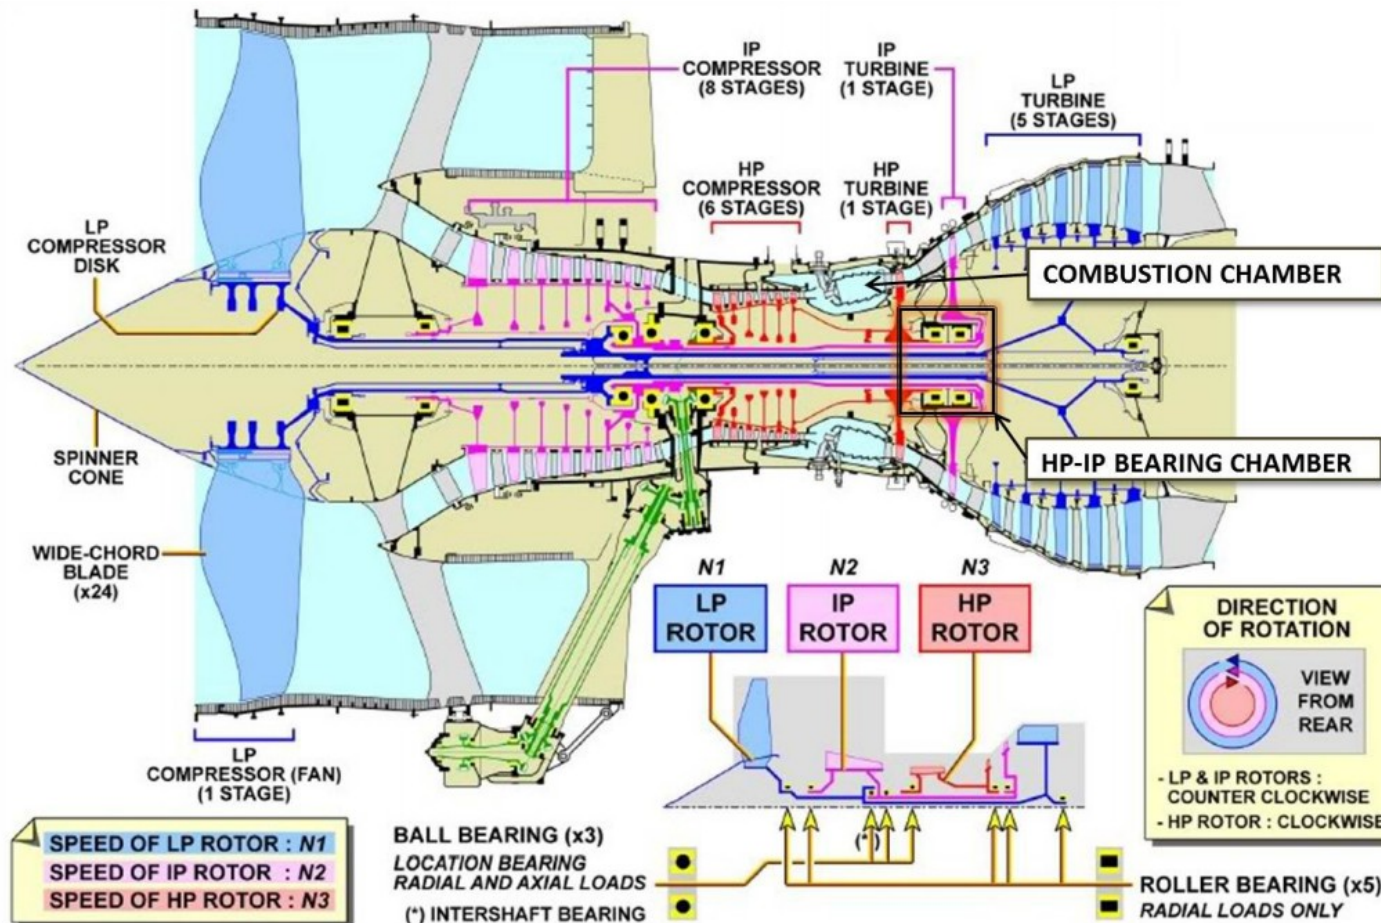 IP
COMPRESSOR
(8 STAGES)
IP
TURBINE
(1 STAGE)
LP
TURBINE
(5 STAGES)
HP
COMPRESSOR
(6 STAGES)
HP
TURBINE
(1 STAGE)
LP
COMPRESSOR
DISK
COMBUSTION CHAMBER
SPINNER
CONE
HP-IP BEARING CHAMBER
WIDE-CHORD
BLADE
(x24)
N1
N2
N3
LP
ROTOR
IP
ROTOR
HP
ROTOR
DIRECTION
OF ROTATION
VIEW
FROM
REAR
- LP & IP ROTORS :
COUNTER CLOCKWISE
- HP ROTOR : CLOCKWISE
LP
COMPRESSOR (FAN)
(1 STAGE)
SPEED OF LP ROTOR : N1
SPEED OF IP ROTOR : N2
SPEED OF HP ROTOR : N3
BALL BEARING (x3)
LOCATION BEARING
RADIAL AND AXIAL LOADS
(*) INTERSHAFT BEARING
(*)
ROLLER BEARING (x5)
RADIAL LOADS ONLY